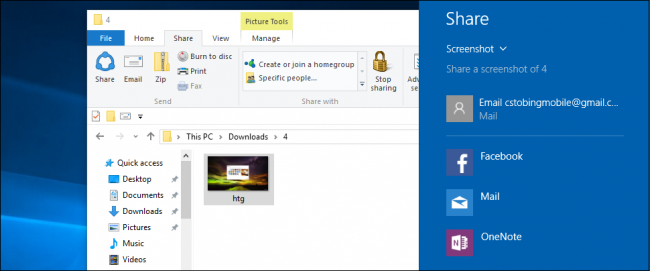 4
Picture Tools
File
Home
Share
View
Manage
Share
Email
Zip
Burn to disc
Print
Fax
Send
Create or join a homegroup
Specific people...
Share with
Stop sharing
This PC > Downloads > 4
Quick access
Desktop
Documents
Downloads
Pictures
Music
Videos
htg
Share
Screenshot
Share a screenshot of 4
Email cstobingmobile@gmail.c...
Mail
Facebook
Mail
OneNote